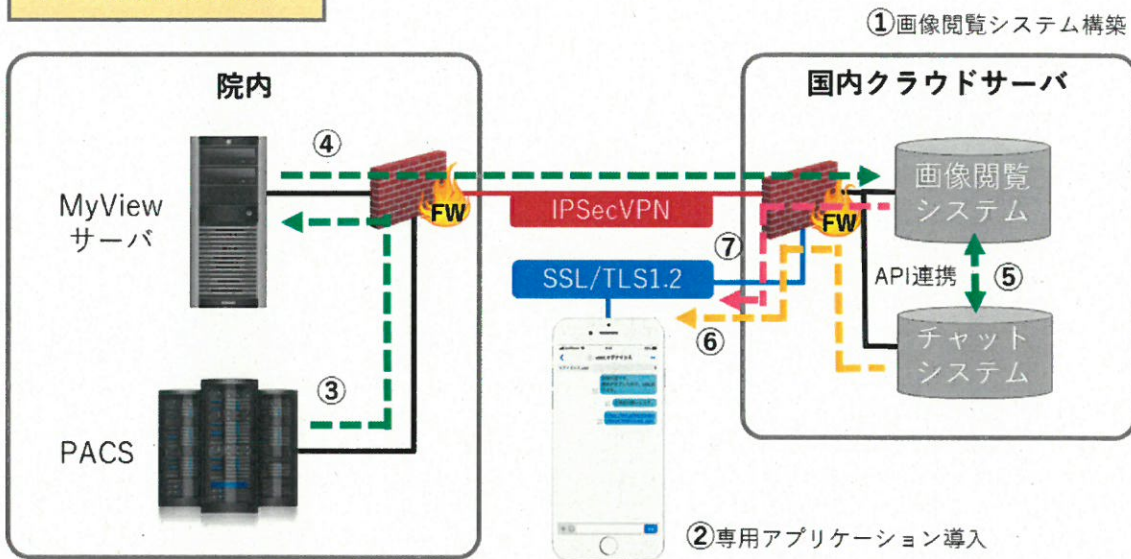 ①画像閲覧システム構築
院内
国内クラウドサーバ
④
MyView
サーバ
FW
IPSecVPN
FW
画像閲覧
システム
⑦
SSL/TLS1.2
API連携
⑤
⑥
チャット
システム
③
PACS
②専用アプリケーション導入